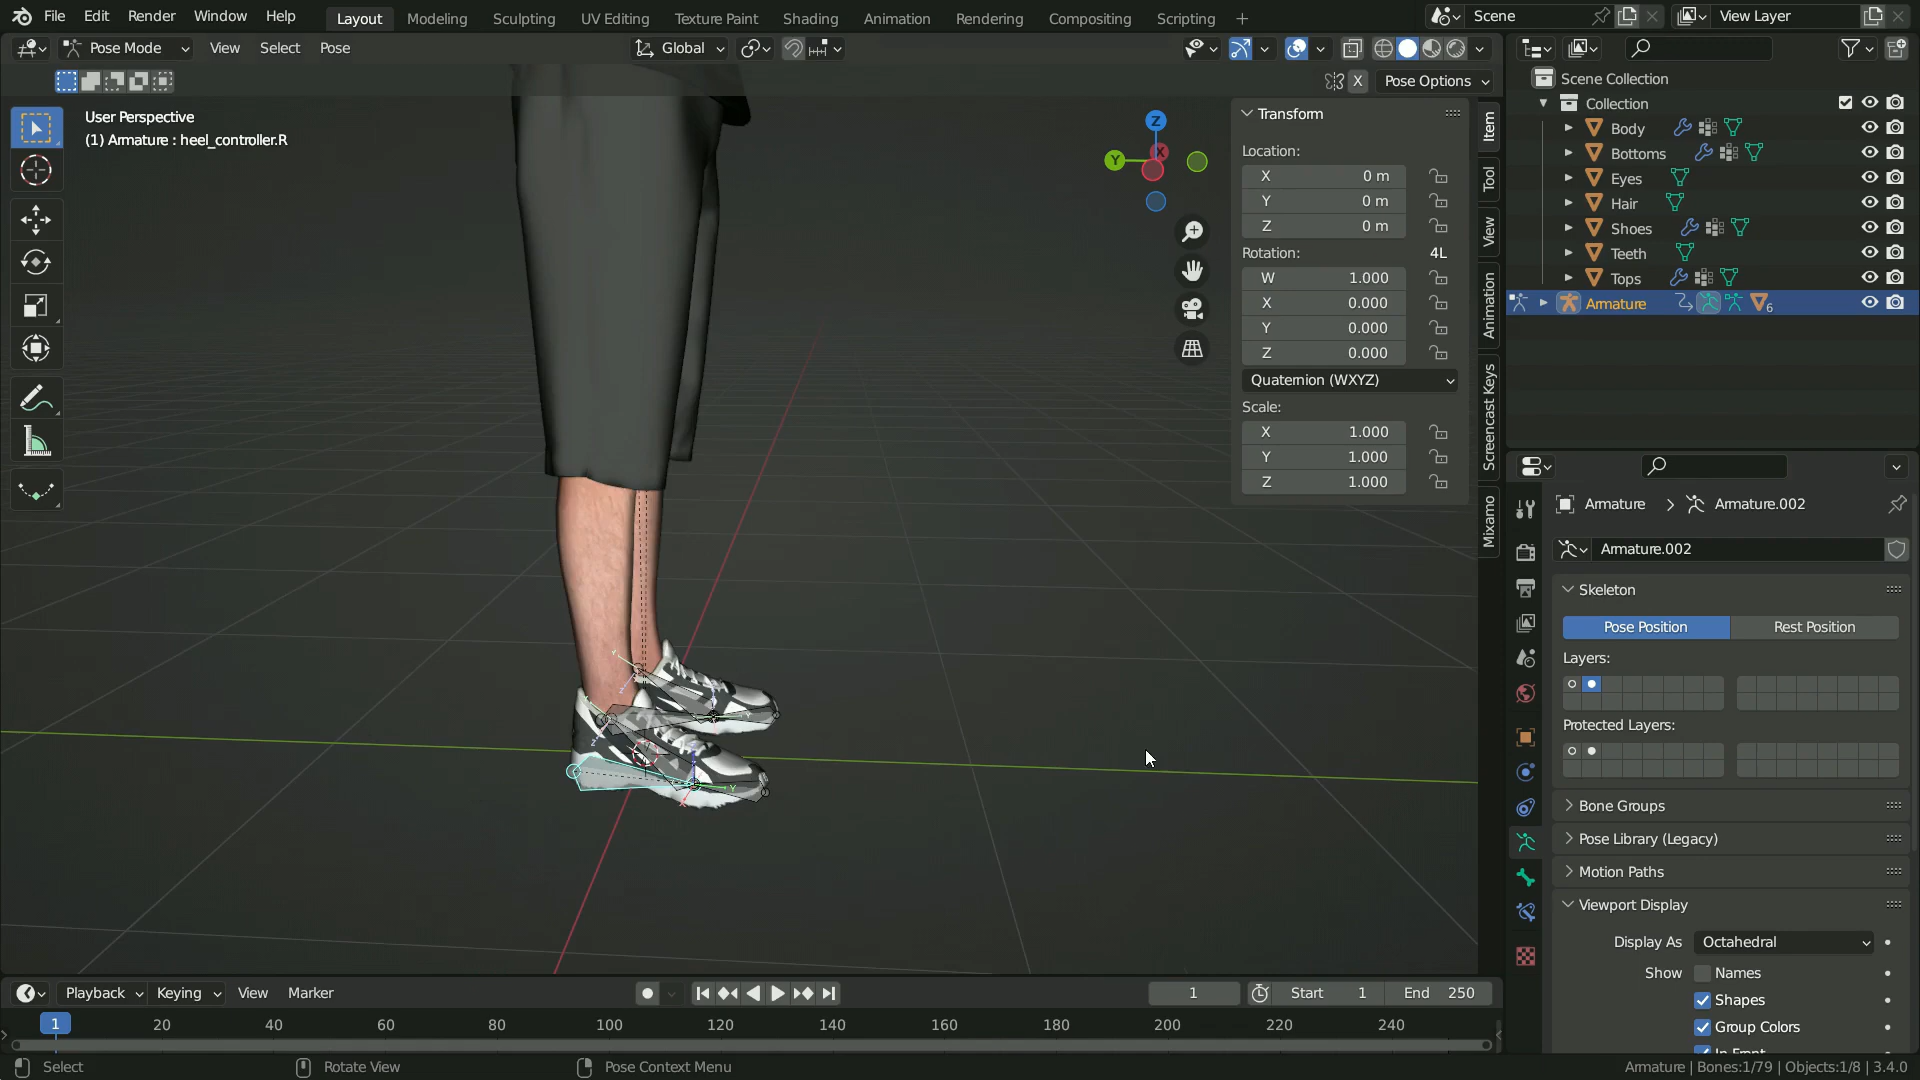 File Edit Render Window Help Layout Modeling Sculpting UV Editing Texture Paint Shading Animation Rendering Compositing Scripting Scene View Layer
Pose Mode View Select Pose Global
X Pose Options
User Perspective
(1) Armature : heel_controller.R
Z
Y
X
Transform
Location:
X 0 m
Y 0 m
Z 0 m
Rotation: 4L
W 1.000
X 0.000
Y 0.000
Z 0.000
Quaternion (WXYZ)
Scale:
X 1.000
Y 1.000
Z 1.000
Item
Tool
View
Animation
Screencast Keys
Mixamo
Scene Collection
Collection
Body
Bottoms
Eyes
Hair
Shoes
Teeth
Tops
Armature 6
Armature Armature.002
Armature.002
Skeleton
Pose Position Rest Position
Layers:
Protected Layers:
Bone Groups
Pose Library (Legacy)
Motion Paths
Viewport Display
Display As Octahedral
Show Names
Shapes
Group Colors
In Front
Playback Keying View Marker 1 Start 1 End 250
1 20 40 60 80 100 120 140 160 180 200 220 240
Select Rotate View Pose Context Menu Armature | Bones:1/79 | Objects:1/8 | 3.4.0